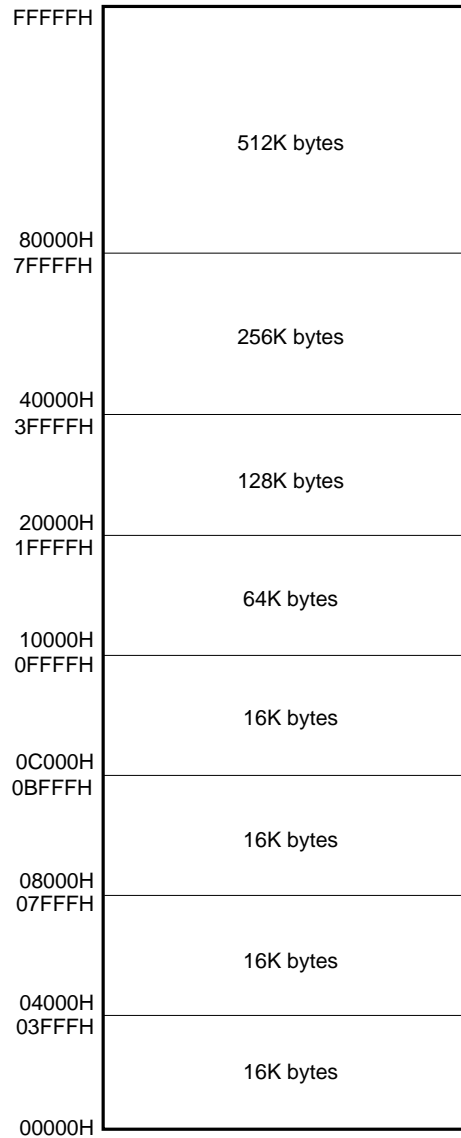 FFFFFH
512K bytes
80000H
7FFFFH
256K bytes
40000H
3FFFFH
128K bytes
20000H
1FFFFH
64K bytes
10000H
0FFFFH
16K bytes
0C000H
0BFFFH
16K bytes
08000H
07FFFH
16K bytes
04000H
03FFFH
16K bytes
00000H